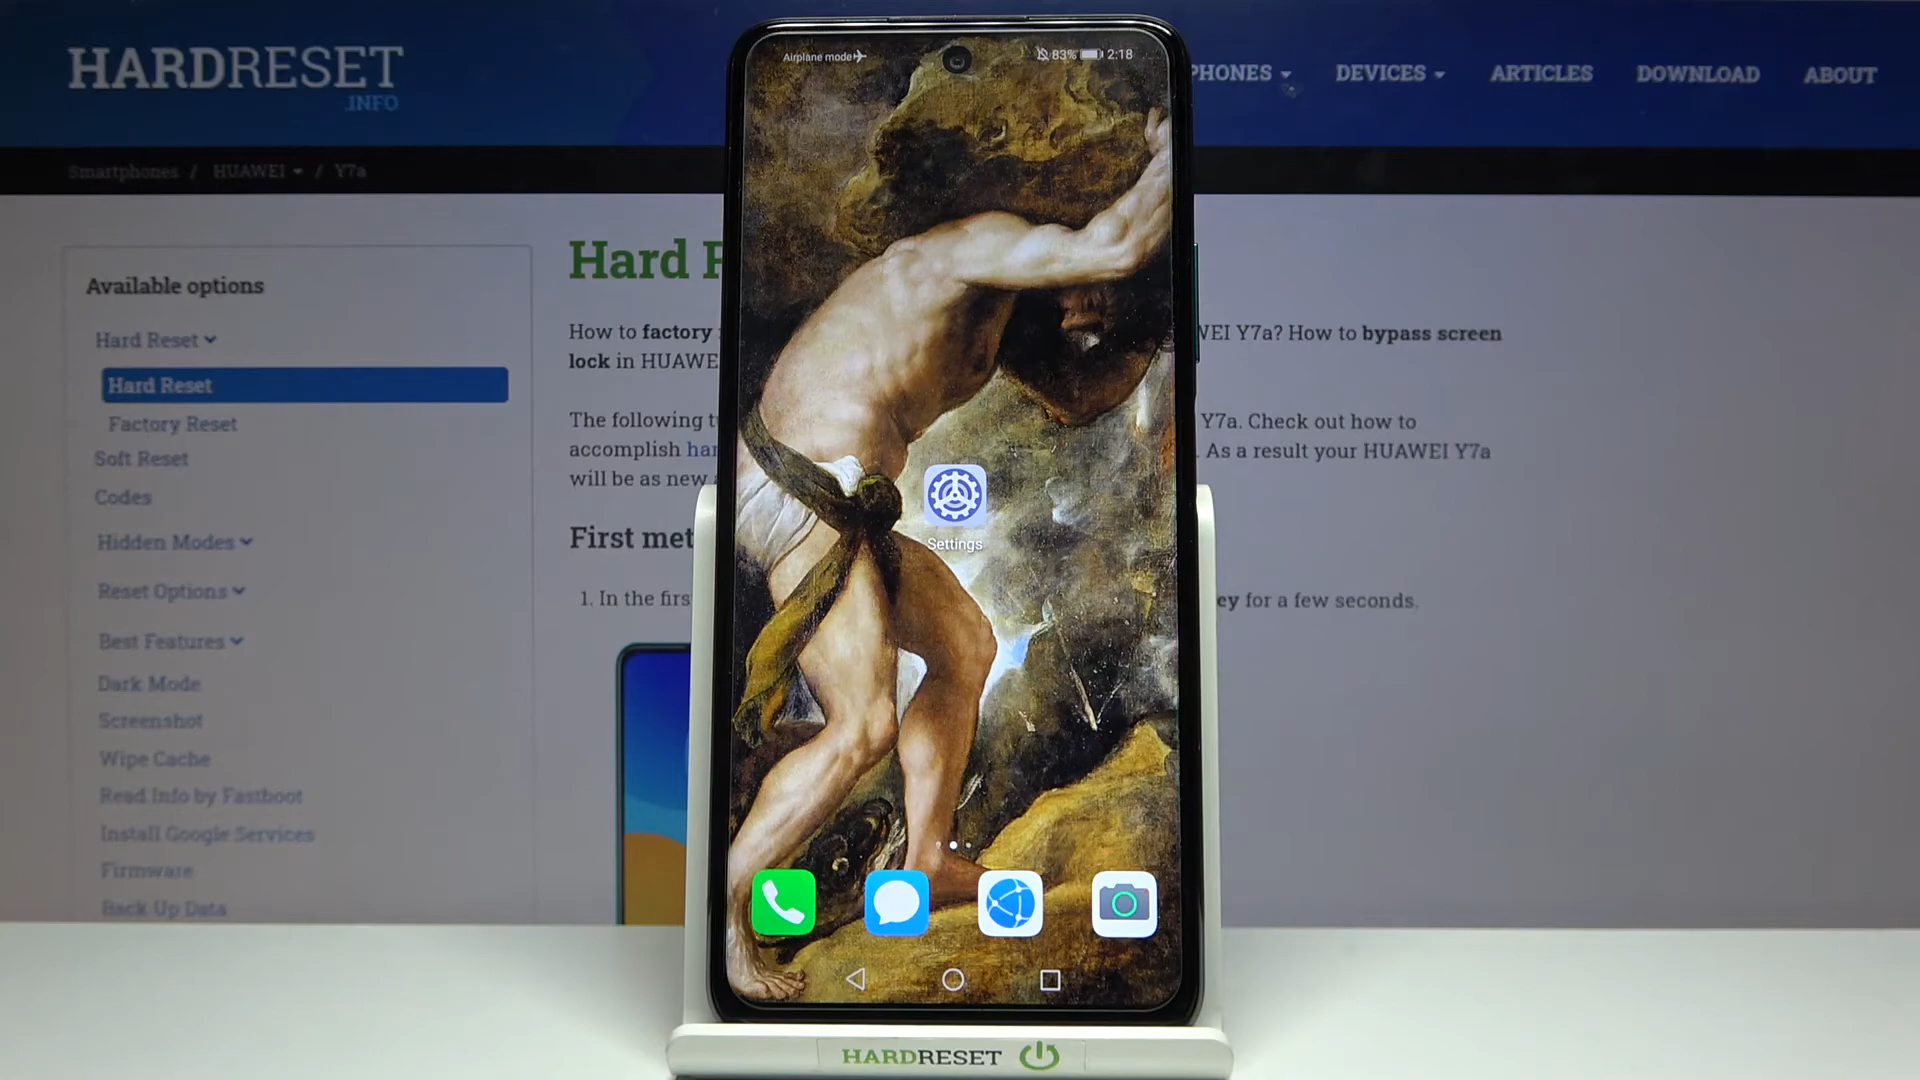 HARDRESET
.INFO
PHONES
DEVICES
ARTICLES
DOWNLOAD
ABOUT
Smartphones / HUAWEI / Y7a
Airplane mode
83% 2:18
Available options
Hard Reset
Hard Reset
Factory Reset
Soft Reset
Codes
Hidden Modes
Reset Options
Best Features
Dark Mode
Screenshot
Wipe Cache
Read Info by Fastboot
Install Google Services
Firmware
Back Up Data
Hard
How to factory WEI Y7a? How to bypass screen
lock in HUAWE
The following Y7a. Check out how to
accomplish As a result your HUAWEI Y7a
will be as new
First
1. In the for a few seconds.
Settings
HARDRESET